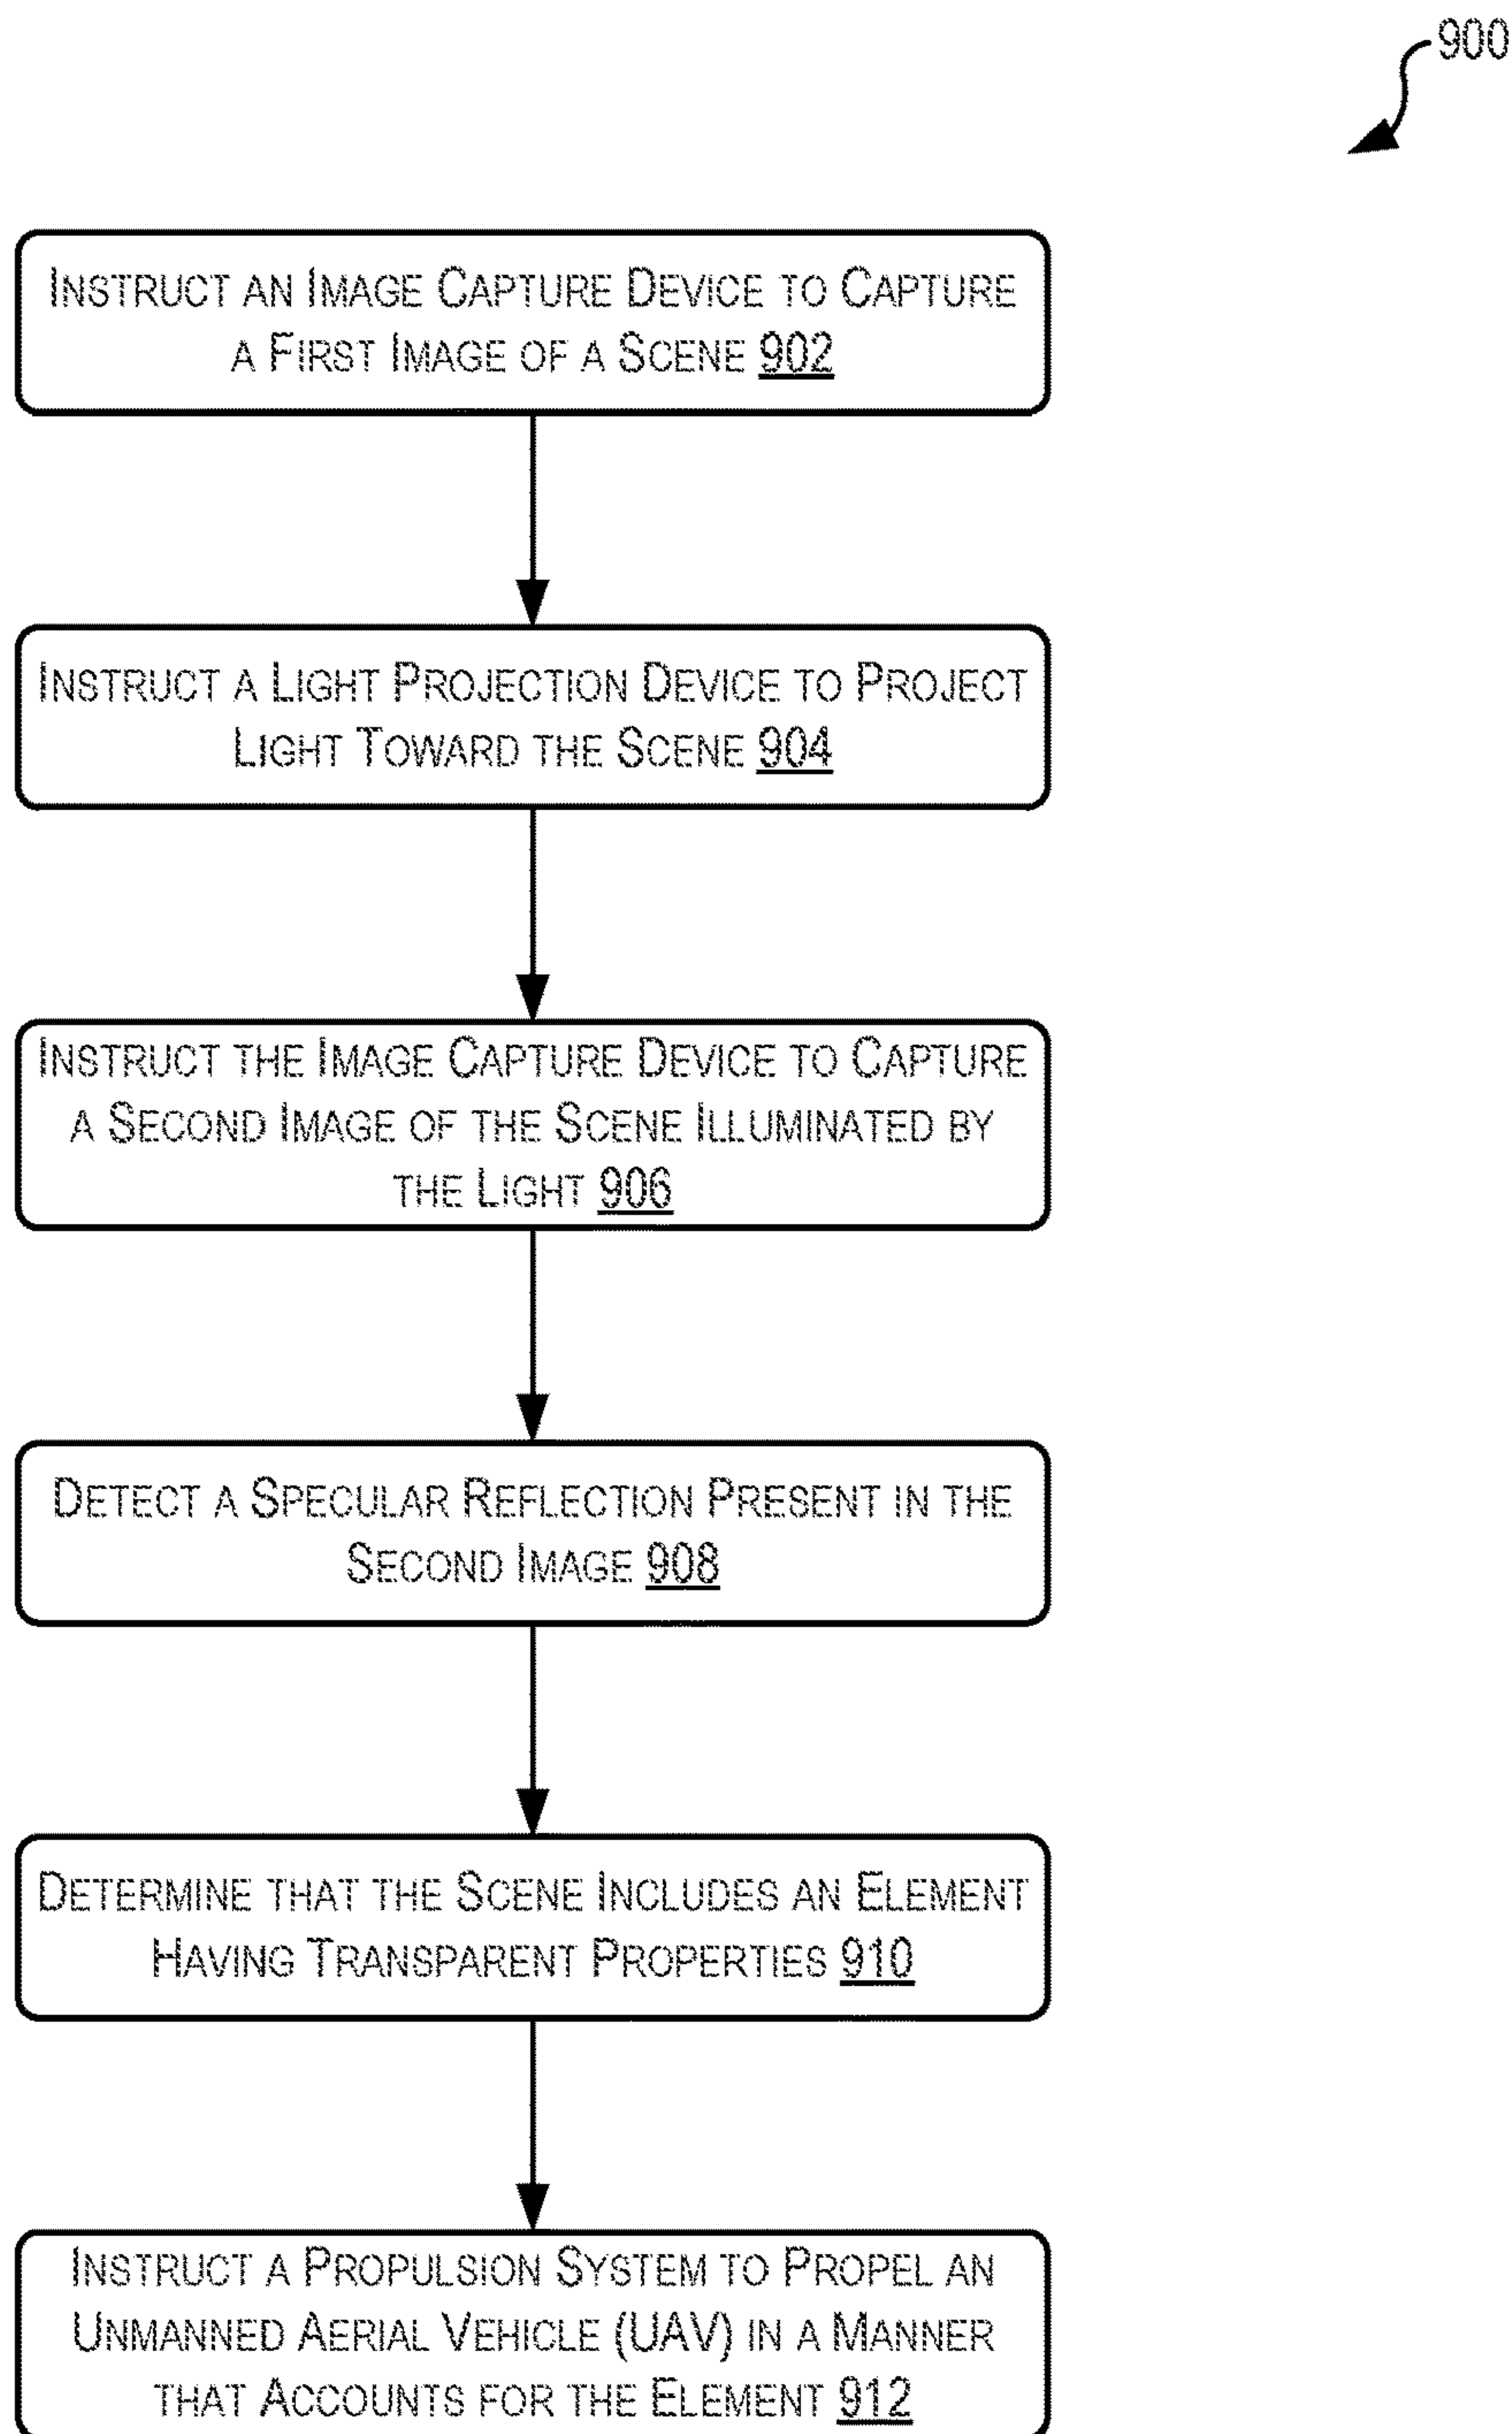 900
INSTRUCT AN IMAGE CAPTURE DEVICE TO CAPTURE
A FIRST IMAGE OF A SCENE 902
INSTRUCT A LIGHT PROJECTION DEVICE TO PROJECT
LIGHT TOWARD THE SCENE 904
INSTRUCT THE IMAGE CAPTURE DEVICE TO CAPTURE
A SECOND IMAGE OF THE SCENE ILLUMINATED BY
THE LIGHT 906
DETECT A SPECULAR REFLECTION PRESENT IN THE
SECOND IMAGE 908
DETERMINE THAT THE SCENE INCLUDES AN ELEMENT
HAVING TRANSPARENT PROPERTIES 910
INSTRUCT A PROPULSION SYSTEM TO PROPEL AN
UNMANNED AERIAL VEHICLE (UAV) IN A MANNER
THAT ACCOUNTS FOR THE ELEMENT 912